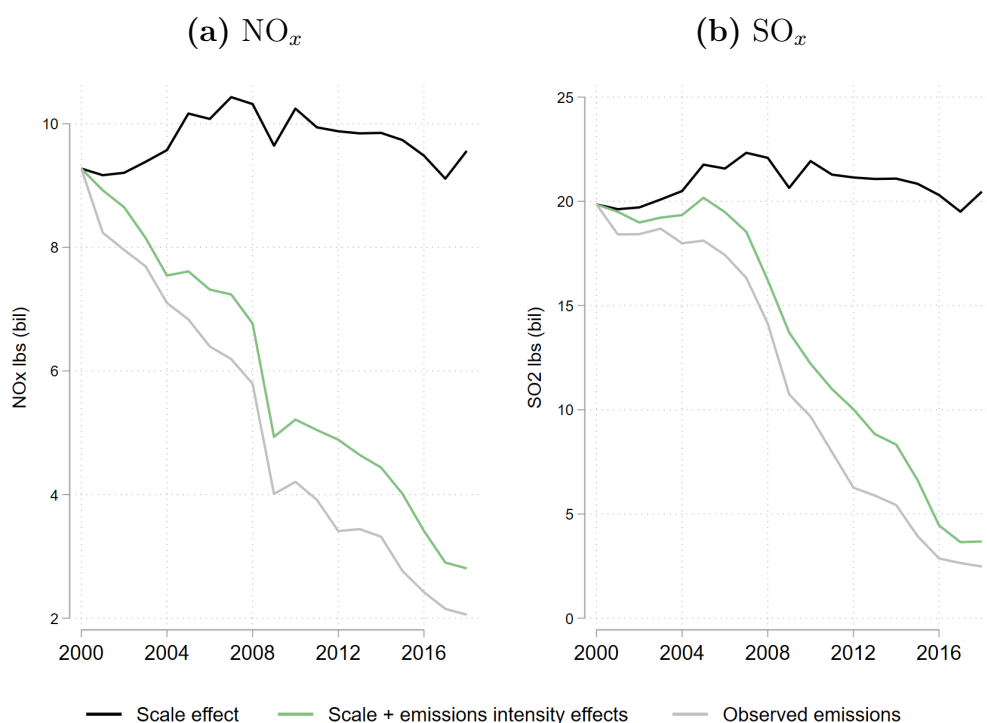 (a) NOx
(b) SOx
NOx lbs (bil)
10
8
6
4
2
2000 2004 2008 2012 2016
SO2 lbs (bil)
25
20
15
10
5
0
2000 2004 2008 2012 2016
Scale effect Scale + emissions intensity effects Observed emissions